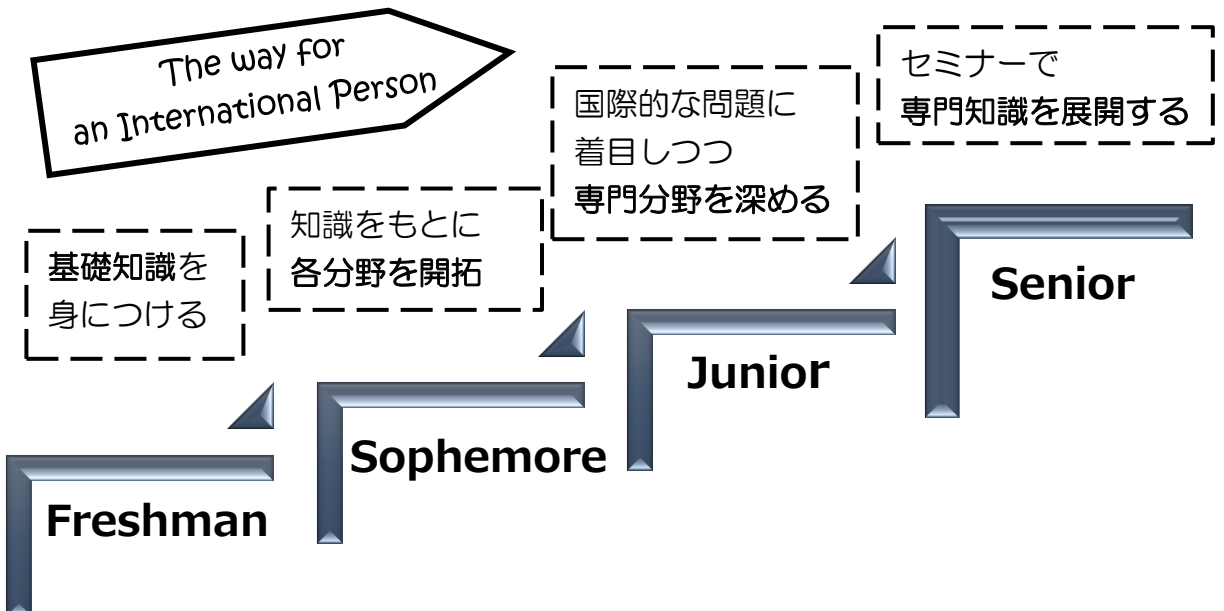 The way for
an International Person
基礎知識を
身につける
知識をもとに
各分野を開拓
国際的な問題に
着目しつつ
専門分野を深める
セミナーで
専門知識を展開する
Freshman
Sophemore
Junior
Senior